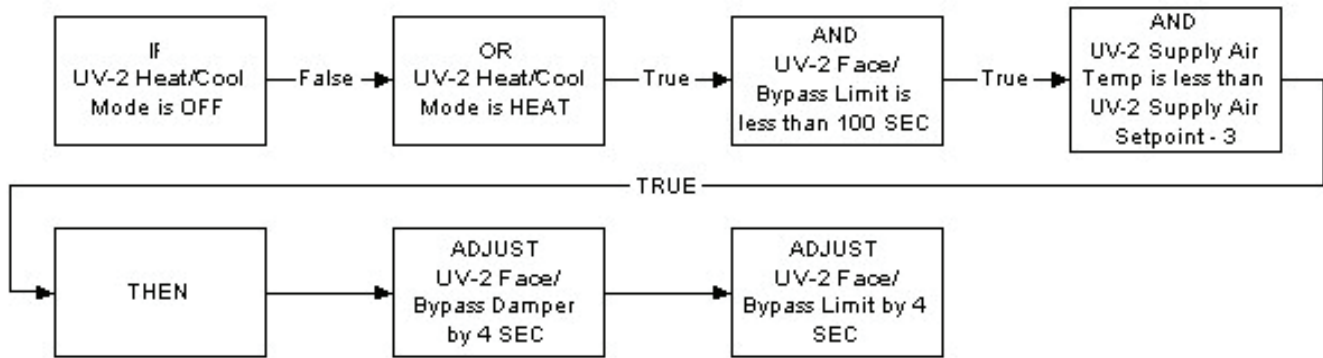 IF
UV-2 Heat/Cool
Mode is OFF
False
OR
UV-2 Heat/Cool
Mode is HEAT
True
AND
UV-2 Face/
Bypass Limit is
less than 100 SEC
True
AND
UV-2 Supply Air
Temp is less than
UV-2 Supply Air
Setpoint - 3
TRUE
THEN
ADJUST
UV-2 Face/
Bypass Damper
by 4 SEC
ADJUST
UV-2 Face/
Bypass Limit by 4
SEC